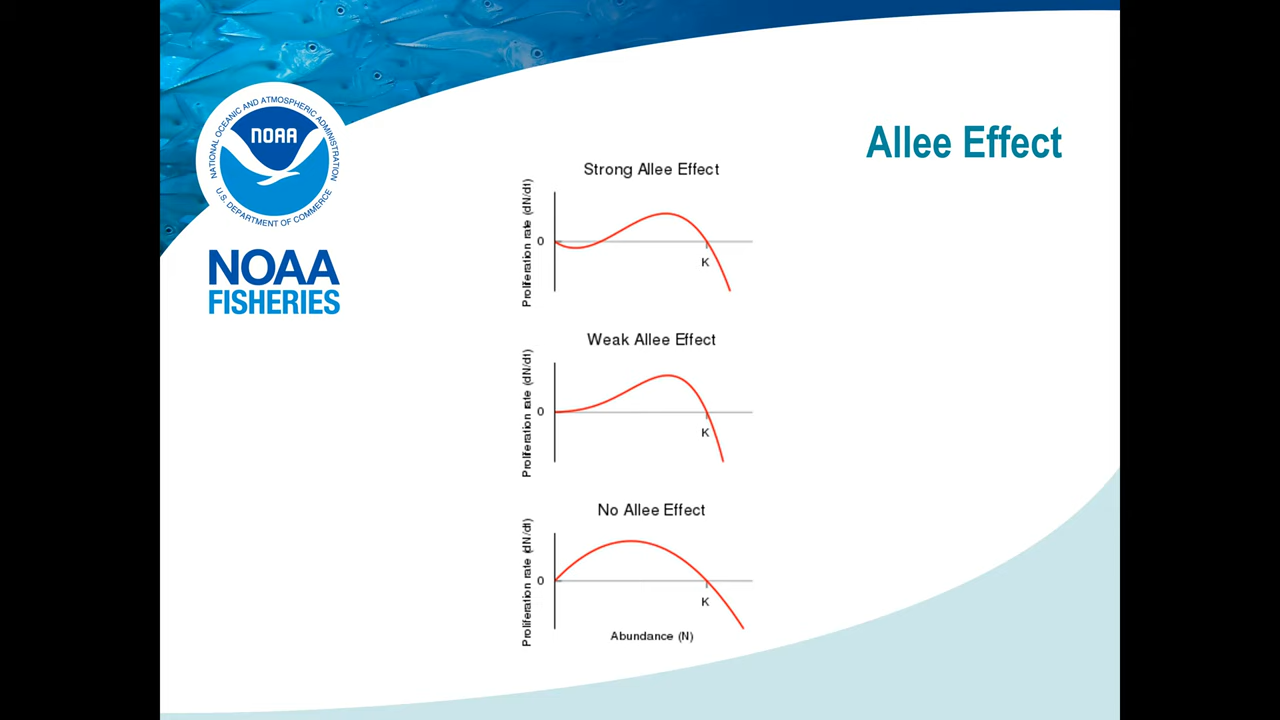 Allee Effect
NATIONAL OCEANIC AND ATMOSPHERIC ADMINISTRATION
NOAA
U.S. DEPARTMENT OF COMMERCE
NOAA
FISHERIES
Strong Allee Effect
Proliferation rate (dN/dt)
0
K
Weak Allee Effect
Proliferation rate (dN/dt)
0
K
No Allee Effect
Proliferation rate (dN/dt)
0
K
Abundance (N)